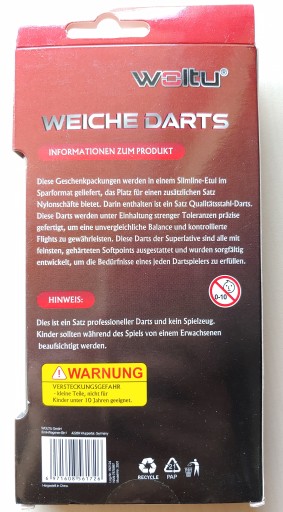 woltu®
WEICHE DARTS
INFORMATIONEN ZUM PRODUKT
Diese Geschenkpackungen werden in einem Slimline-Etui im
Sparformat geliefert, das Platz für einen zusätzlichen Satz
Nylonschäfte bietet. Darin enthalten ist ein Satz Qualitätsstahl-Darts.
Diese Darts werden unter Einhaltung strenger Toleranzen präzise
gefertigt, um eine unvergleichliche Balance und kontrollierte
Flights zu gewährleisten. Diese Darts der Superlative sind alle mit
feinsten, gehärteten Softpoints ausgestattet und wurden sorgfältig
entwickelt, um die Bedürfnisse eines jeden Dartspielers zu erfüllen.
0-10
HINWEIS:
Dies ist ein Satz professioneller Darts und kein Spielzeug.
Kinder sollten während des Spiels von einem Erwachsenen
beaufsichtigt werden.
WARNUNG
VERSTECKUNGSGEFAHR
- kleine Teile, nicht für
Kinder unter 10 Jahren geeignet.
WOLTU GmbH
RECYCLE
PAP